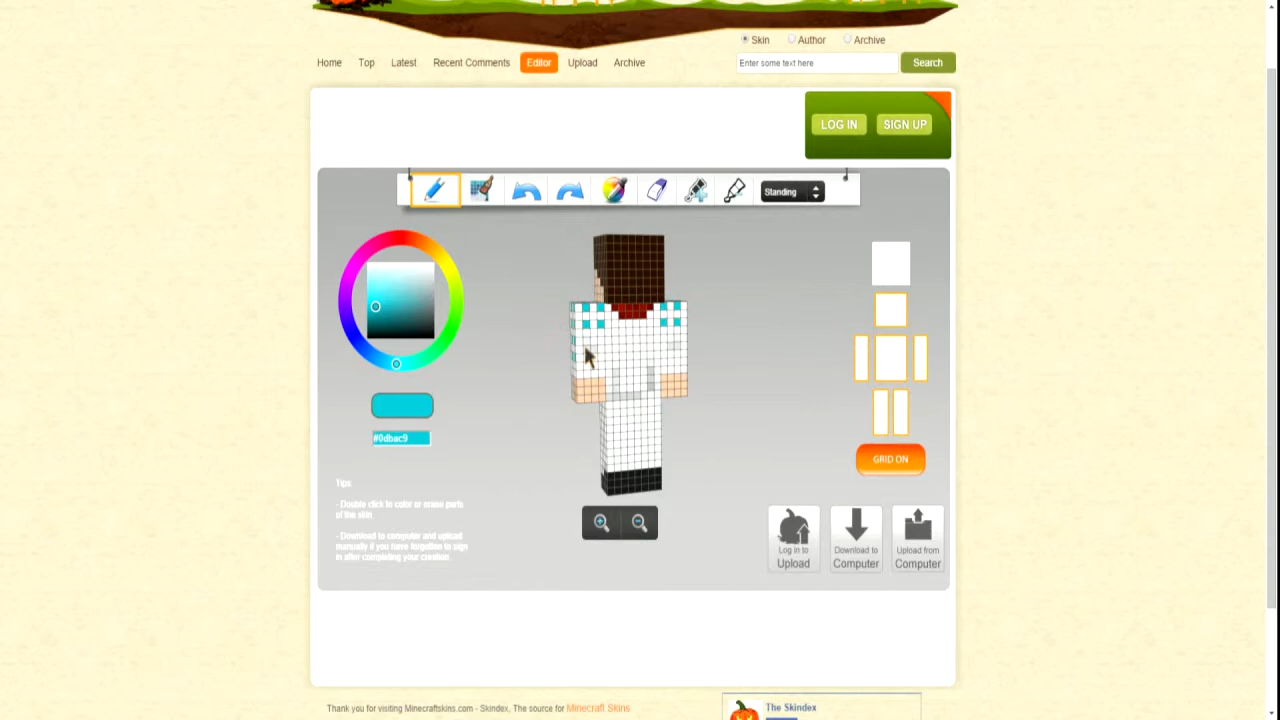 Skin Author Archive
Home Top Latest Recent Comments Editor Upload Archive Enter some text here Search
LOG IN SIGN UP
Standing
#0dbac9
GRID ON
Tips:
- Double click to color or erase parts
of the skin.
- Download to computer and upload
manually if you have forgotten to sign
in after completing your creation.
Log in to
Upload
Download to
Computer
Upload from
Computer
Thank you for visiting Minecraftskins.com - Skindex, The source for Minecraft Skins
The Skindex